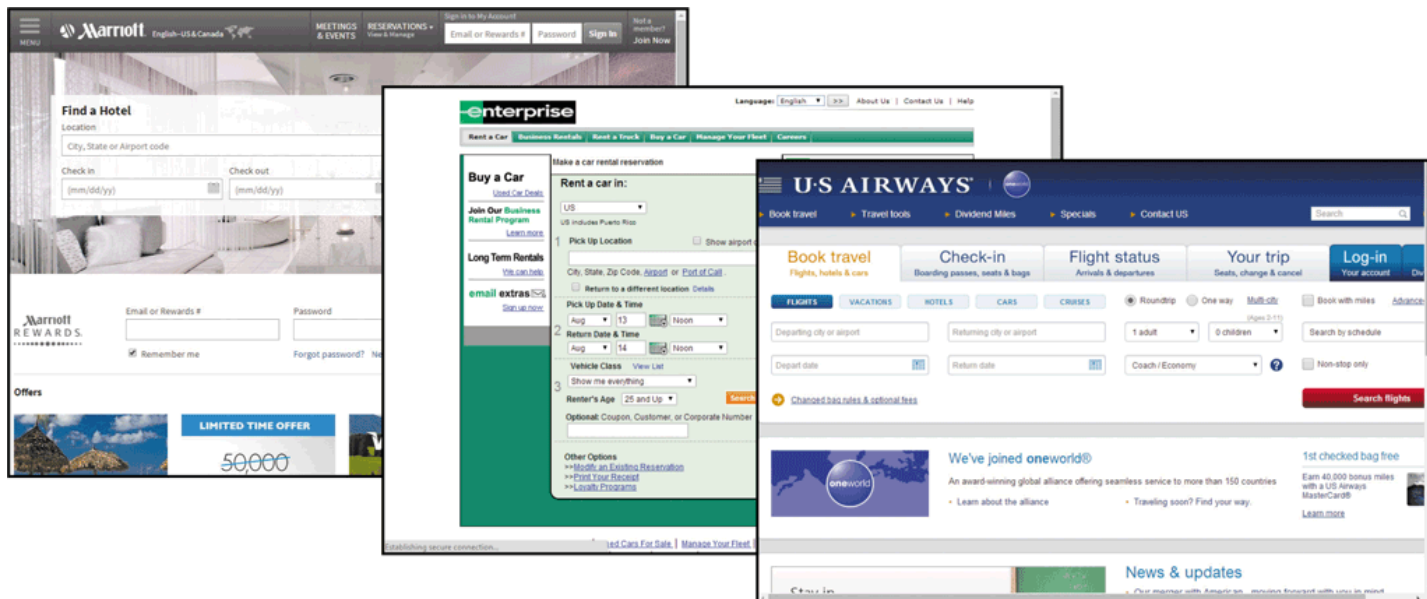 MENU
Marriott. English-US & Canada
MEETINGS & EVENTS
RESERVATIONS
View & Manage
Sign in to My Account
Email or Rewards #
Password
Sign In
Not a member?
Join Now
Find a Hotel
Location
City, State or Airport code
Check in
Check out
(mm/dd/yy)
(mm/dd/yy)
Marriott
REWARDS.
Email or Rewards #
Password
Remember me
Forgot password?
Offers
LIMITED TIME OFFER
50,000
enterprise
Language: English >> About Us | Contact Us | Help
Rent a Car | Business Rentals | Rent a Truck | Buy a Car | Manage Your Fleet | Careers
Buy a Car
Used Car Deals
Join Our Business
Rental Program
Learn more
Long Term Rentals
We can help
email extras
Sign up now
Make a car rental reservation
Rent a car in:
US
US includes Puerto Rico
1 Pick Up Location
Show airport
City, State, Zip Code, Airport or Port of Call.
Return to a different location Details
Pick Up Date & Time
Aug 13 Noon
2 Return Date & Time
Aug 14 Noon
Vehicle Class View List
3 Show me everything
Renter's Age 25 and Up Search
Optional: Coupon, Customer, or Corporate Number
Other Options
>>Modify an Existing Reservation
>>Print Your Receipt
>>Loyalty Programs
Establishing secure connection...
Cars For Sale | Manage Your Fleet |
U·S AIRWAYS | oneworld
Book travel Travel tools Dividend Miles Specials Contact US Search
Book travel
Flights, hotels & cars
Check-in
Boarding passes, seats & bags
Flight status
Arrivals & departures
Your trip
Seats, change & cancel
Log-in
Your account
FLIGHTS VACATIONS HOTELS CARS CRUISES Roundtrip One way Multi-city Book with miles
(Ages 2-11)
Departing city or airport Returning city or airport 1 adult 0 children Search by schedule
Depart date Return date Coach / Economy ? Non-stop only
Changed bag rules & optional fees Search flights
oneworld
We've joined oneworld®
An award-winning global alliance offering seamless service to more than 150 countries
Learn about the alliance Traveling soon? Find your way.
1st checked bag free
Earn 40,000 bonus miles
with a US Airways
MasterCard®
Learn more
Stay in
News & updates
Our merger with American - moving forward with you in mind